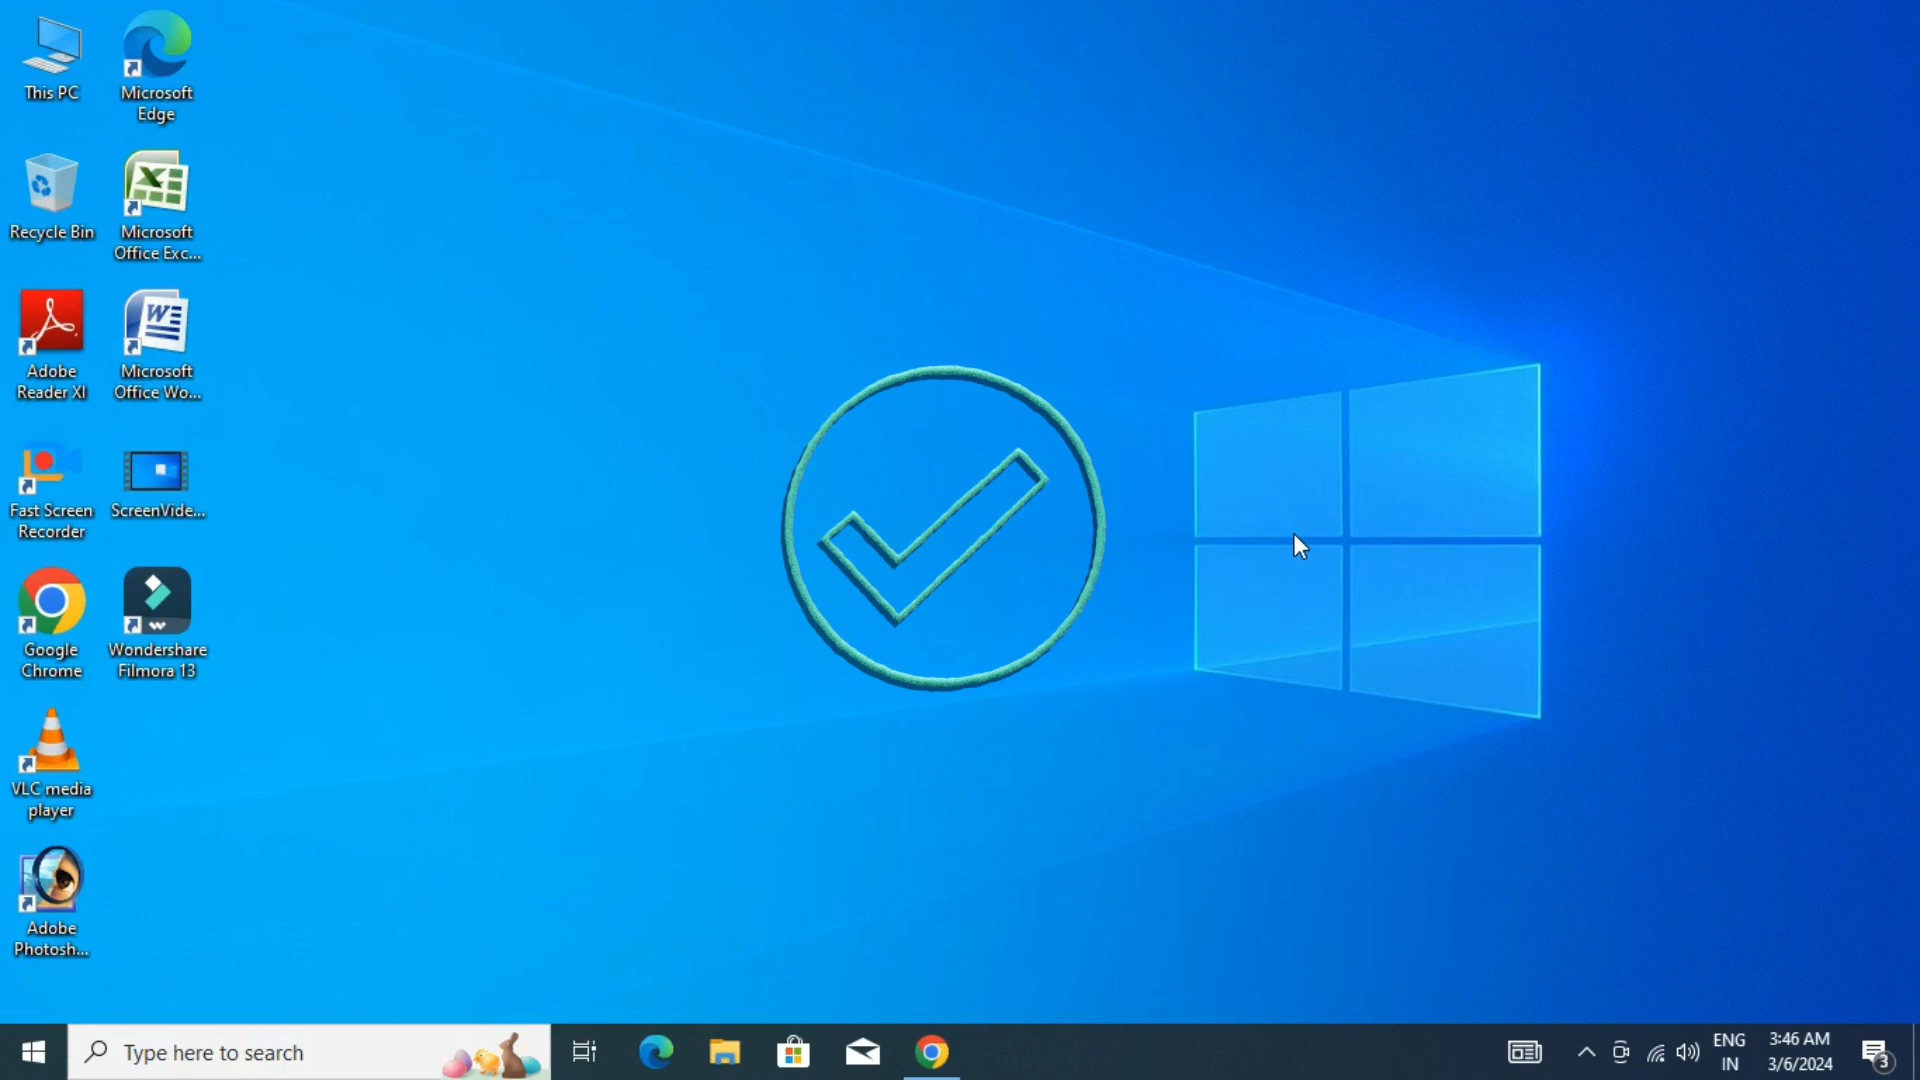 This PC
Microsoft
Edge
Recycle Bin
Microsoft
Office Exc...
Adobe
Reader XI
Microsoft
Office Wo...
Fast Screen
Recorder
ScreenVide...
Google
Chrome
Wondershare
Filmora 13
VLC media
player
Adobe
Photosh...
Type here to search
ENG
IN
3:46 AM
3/6/2024
3